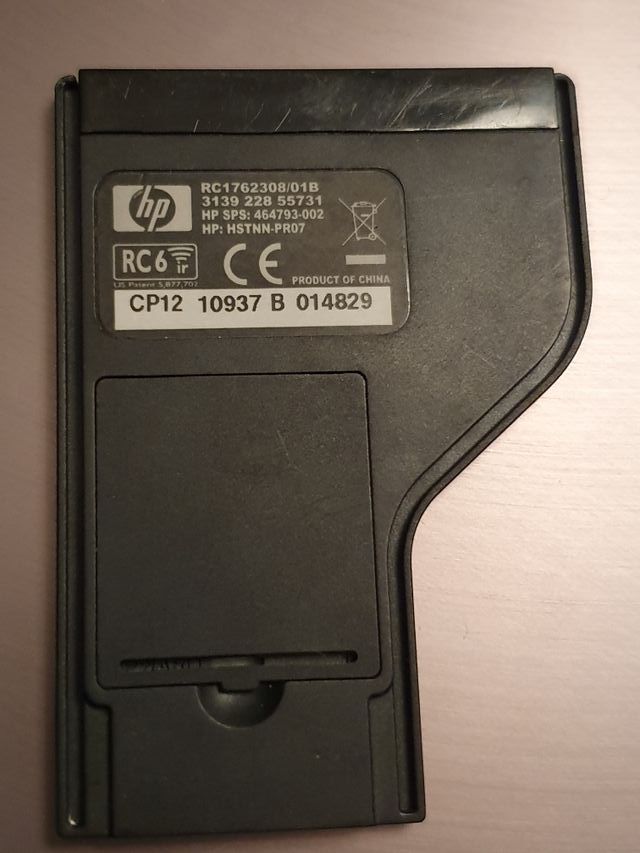 hp
RC1762308/01B
3139 228 55731
HP SPS: 464793-002
HP: HSTNN-PR07
RC6 ir
CE
US Patent 5,877,702
PRODUCT OF CHINA
CP12 10937 B 014829